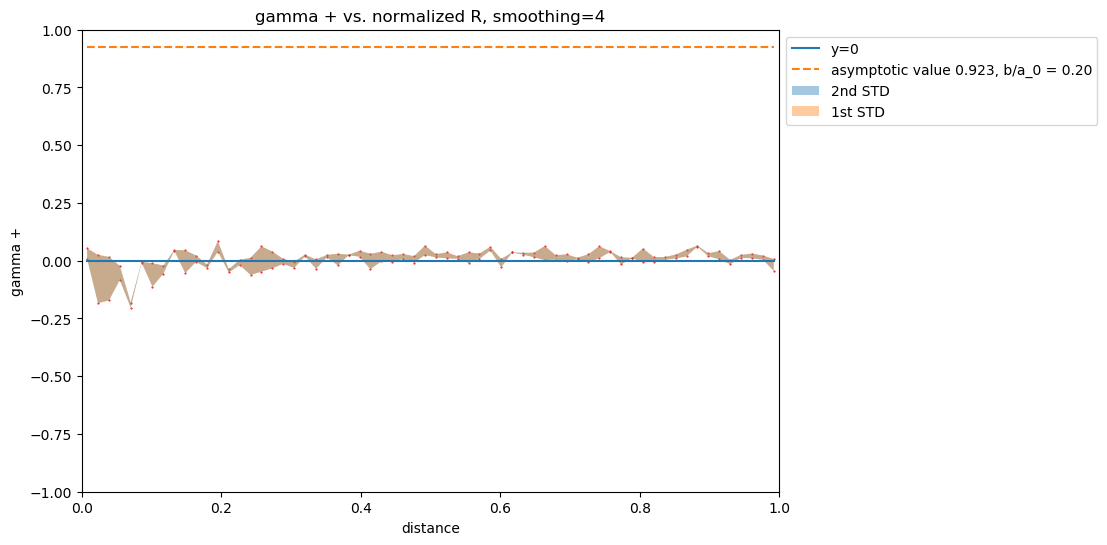 gamma + vs. normalized R, smoothing=4
1.00
0.75
0.50
0.25
0.00
−0.25
−0.50
−0.75
−1.00
gamma +
0.0
0.2
0.4
0.6
0.8
1.0
distance
y=0
asymptotic value 0.923, b/a_0 = 0.20
2nd STD
1st STD